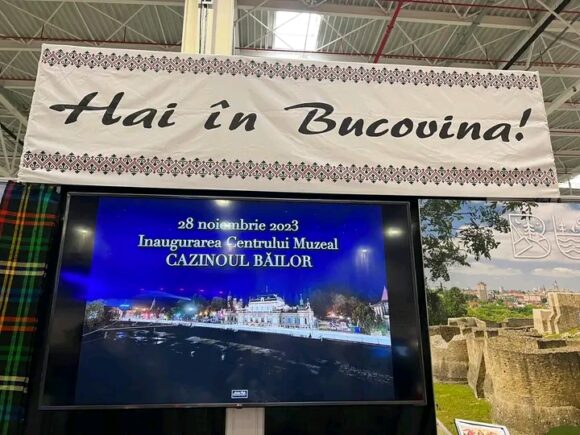 Hai în Bucovina!
28 noiembrie 2023
Inaugurarea Centrului Muzeal
CAZINOUL BĂILOR